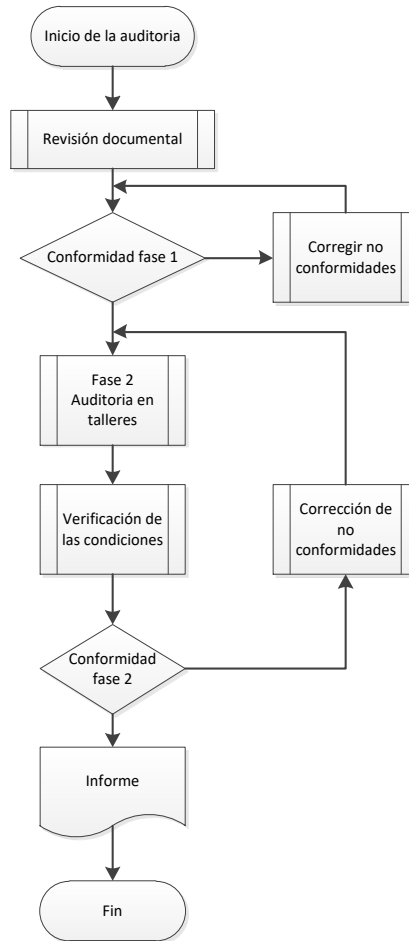 Inicio de la auditoria
Revisión documental
Conformidad fase 1
Corregir no
conformidades
Fase 2
Auditoria en
talleres
Verificación de
las condiciones
Corrección de
no
conformidades
Conformidad
fase 2
Informe
Fin